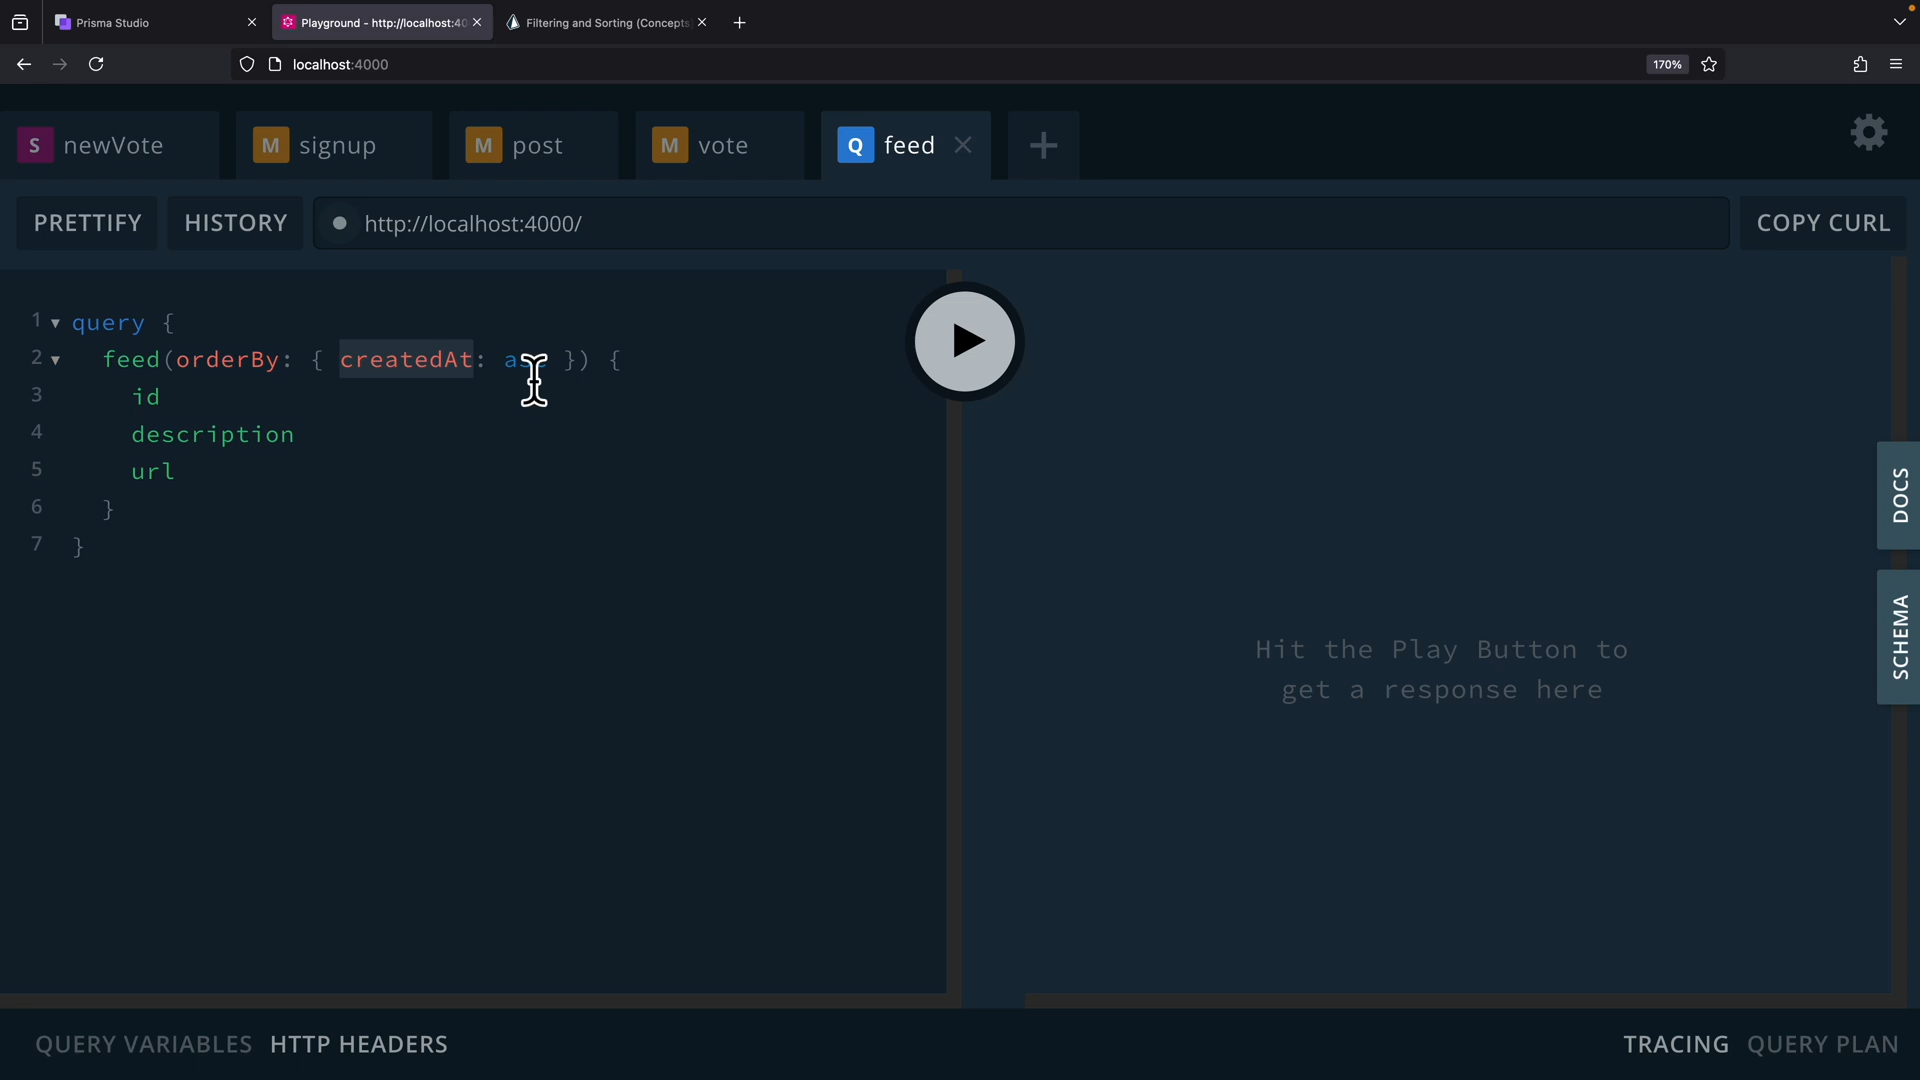 Prisma Studio
Playground - http://localhost:40
Filtering and Sorting (Concepts
localhost:4000
170%
S newVote
M signup
M post
M vote
Q feed
PRETTIFY
HISTORY
http://localhost:4000/
COPY CURL
1 query {
2 feed(orderBy: { createdAt: asc }) {
3 id
4 description
5 url
6 }
7 }
Hit the Play Button to
get a response here
DOCS
SCHEMA
QUERY VARIABLES
HTTP HEADERS
TRACING
QUERY PLAN